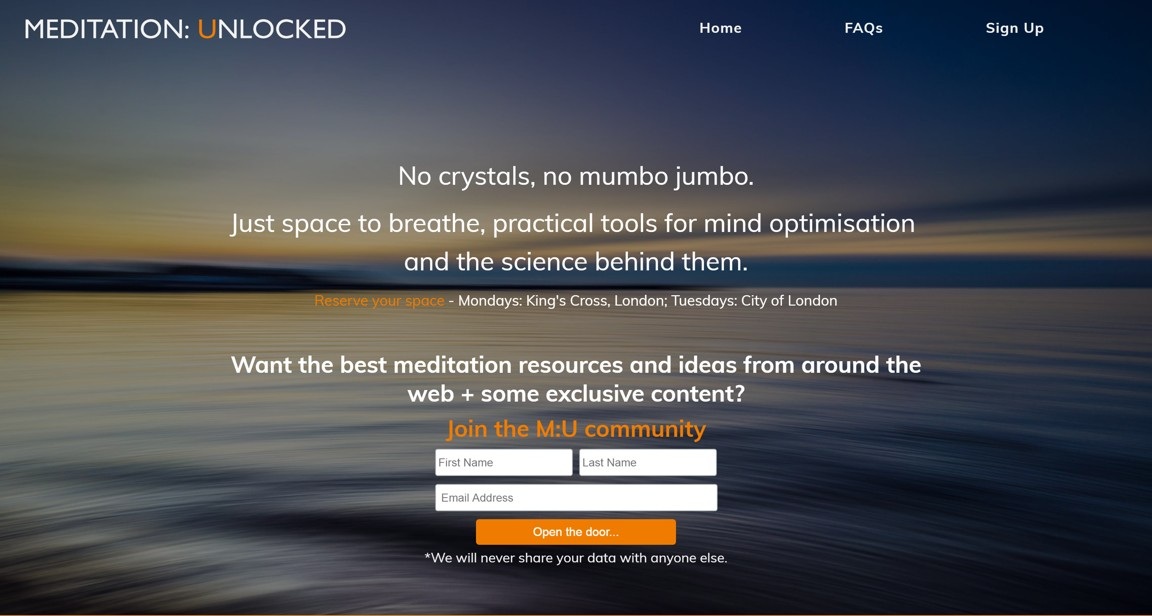 MEDITATION: UNLOCKED
Home
FAQs
Sign Up
No crystals, no mumbo jumbo.
Just space to breathe, practical tools for mind optimisation
and the science behind them.
Reserve your space - Mondays: King's Cross, London; Tuesdays: City of London
Want the best meditation resources and ideas from around the
web + some exclusive content?
Join the M:U community
First Name
Last Name
Email Address
Open the door...
*We will never share your data with anyone else.